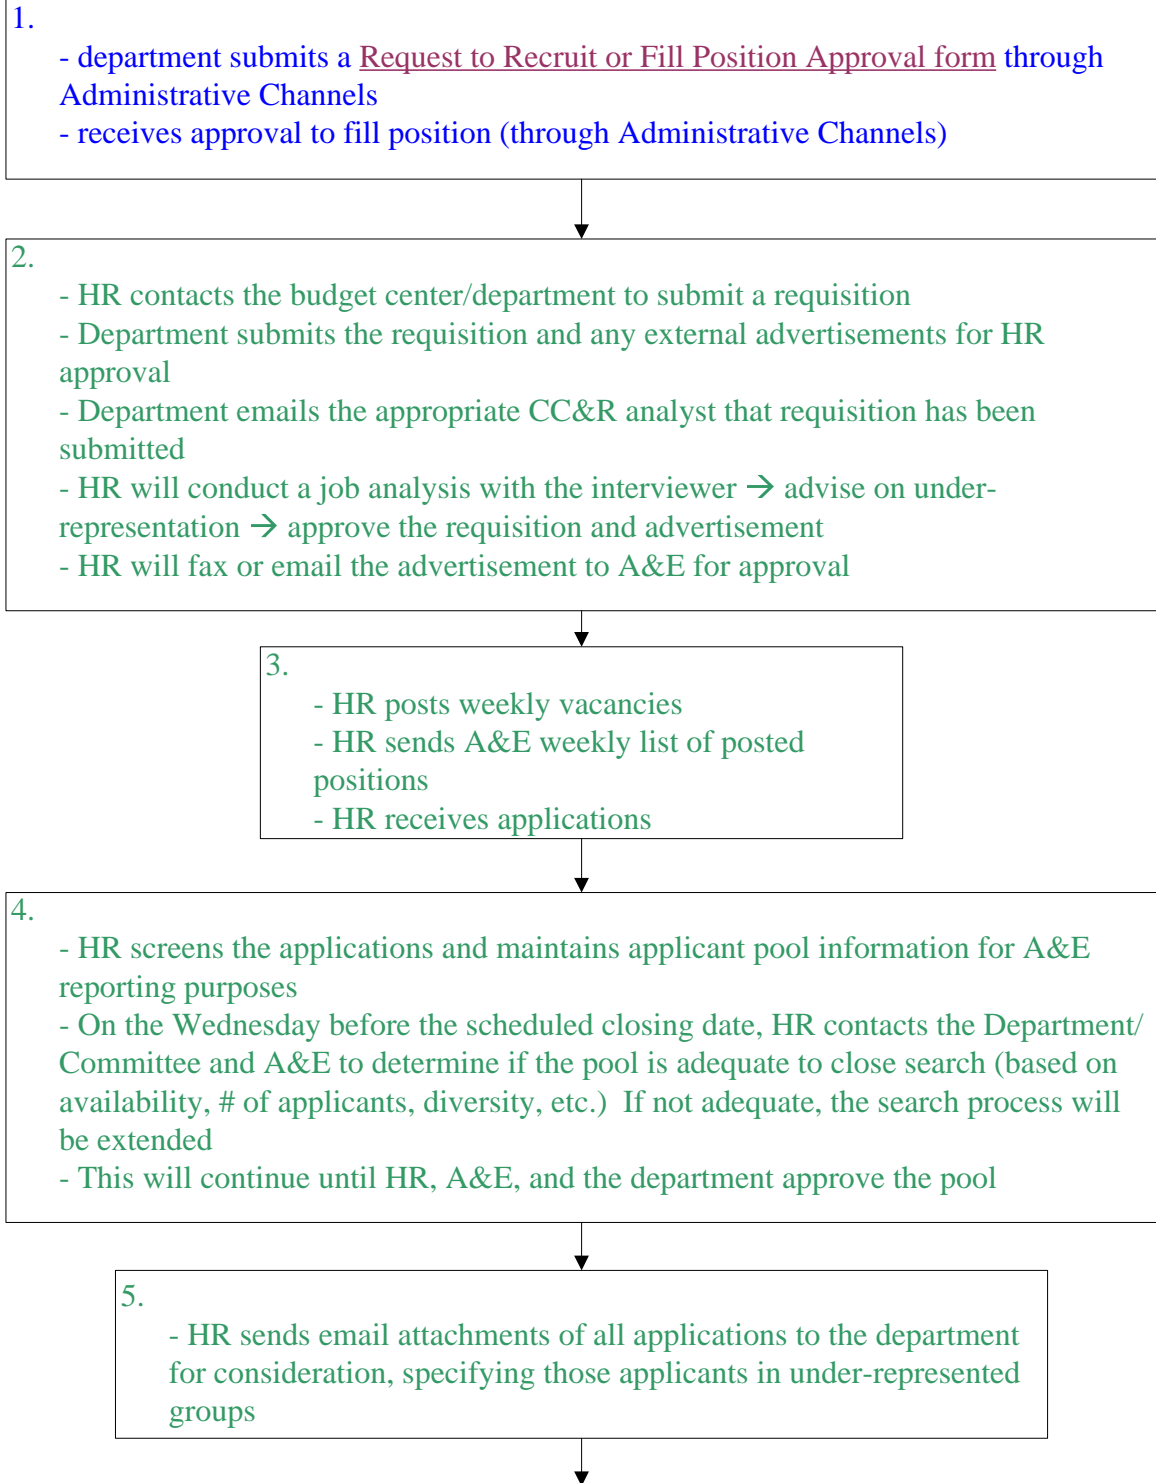 1.
- department submits a Request to Recruit or Fill Position Approval form through
Administrative Channels
- receives approval to fill position (through Administrative Channels)
2.
- HR contacts the budget center/department to submit a requisition
- Department submits the requisition and any external advertisements for HR
approval
- Department emails the appropriate CC&R analyst that requisition has been
submitted
- HR will conduct a job analysis with the interviewer → advise on under-
representation → approve the requisition and advertisement
- HR will fax or email the advertisement to A&E for approval
3.
- HR posts weekly vacancies
- HR sends A&E weekly list of posted
positions
- HR receives applications
4.
- HR screens the applications and maintains applicant pool information for A&E
reporting purposes
- On the Wednesday before the scheduled closing date, HR contacts the Department/
Committee and A&E to determine if the pool is adequate to close search (based on
availability, # of applicants, diversity, etc.)  If not adequate, the search process will
be extended
- This will continue until HR, A&E, and the department approve the pool
5.
- HR sends email attachments of all applications to the department
for consideration, specifying those applicants in under-represented
groups